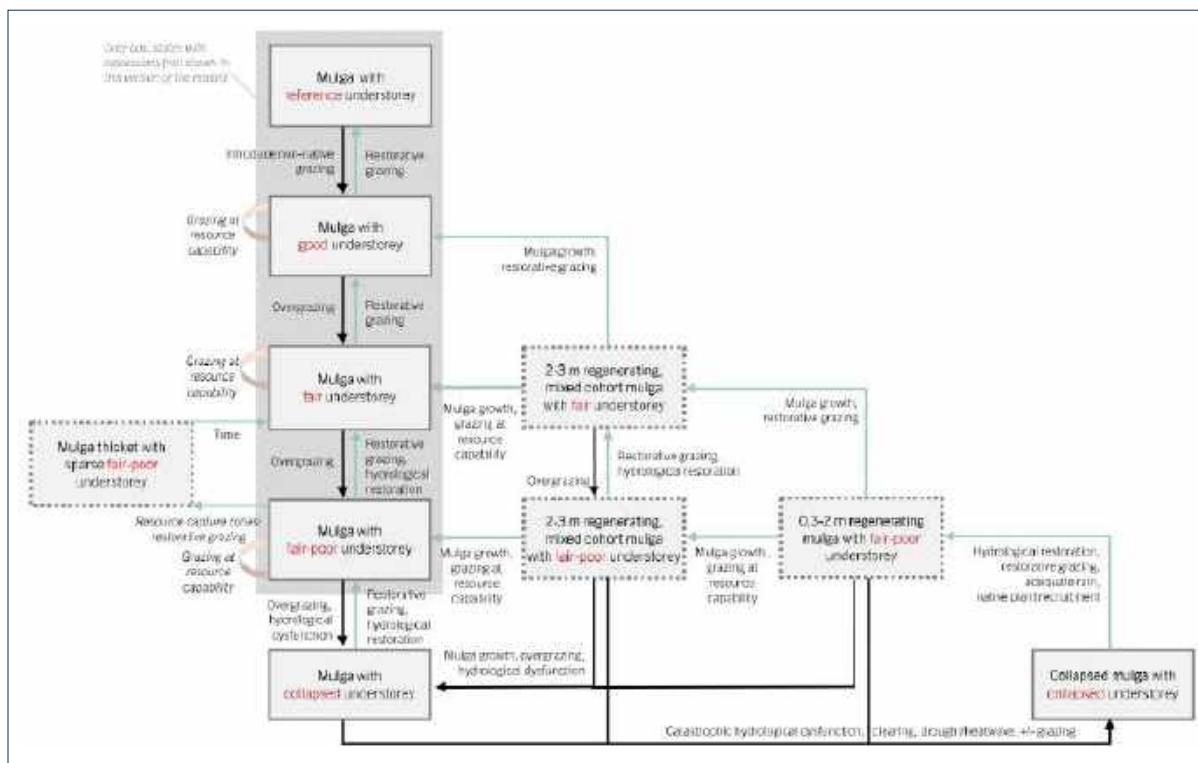 Mulga with
reference understorey
Introduce non-native
grazing
Restorative
grazing
Mulga with
good understorey
Grazing at
resource
capability
Mulga growth,
restorative grazing
Overgrazing
Restorative
grazing
Mulga with
fair understorey
Grazing at
resource
capability
2-3 m regenerating,
mixed cohort mulga
with fair understorey
Mulga growth,
grazing at
resource
capability
Mulga growth,
restorative grazing
Mulga thicket with
sparse fair-poor
understorey
Time
Overgrazing
Restorative
grazing,
hydrological
restoration
Overgrazing
Restorative grazing,
hydrological restoration
Resource capture zones
restorative grazing
Mulga with
fair-poor understorey
Grazing at
resource
capability
2-3 m regenerating,
mixed cohort mulga
with fair-poor understorey
Mulga growth,
grazing at
resource
capability
0.3-2 m regenerating
mulga with fair-poor
understorey
Mulga growth,
grazing at
resource
capability
Hydrological restoration,
restorative grazing,
adequate rain,
native plant recruitment
Overgrazing,
hydrological
dysfunction
Restorative
grazing,
hydrological
restoration
Mulga with
collapsed understorey
Mulga growth, overgrazing,
hydrological dysfunction
Collapsed mulga with
collapsed understorey
Catastrophic hydrological dysfunction, clearing, drought/heatwave, +/- grazing